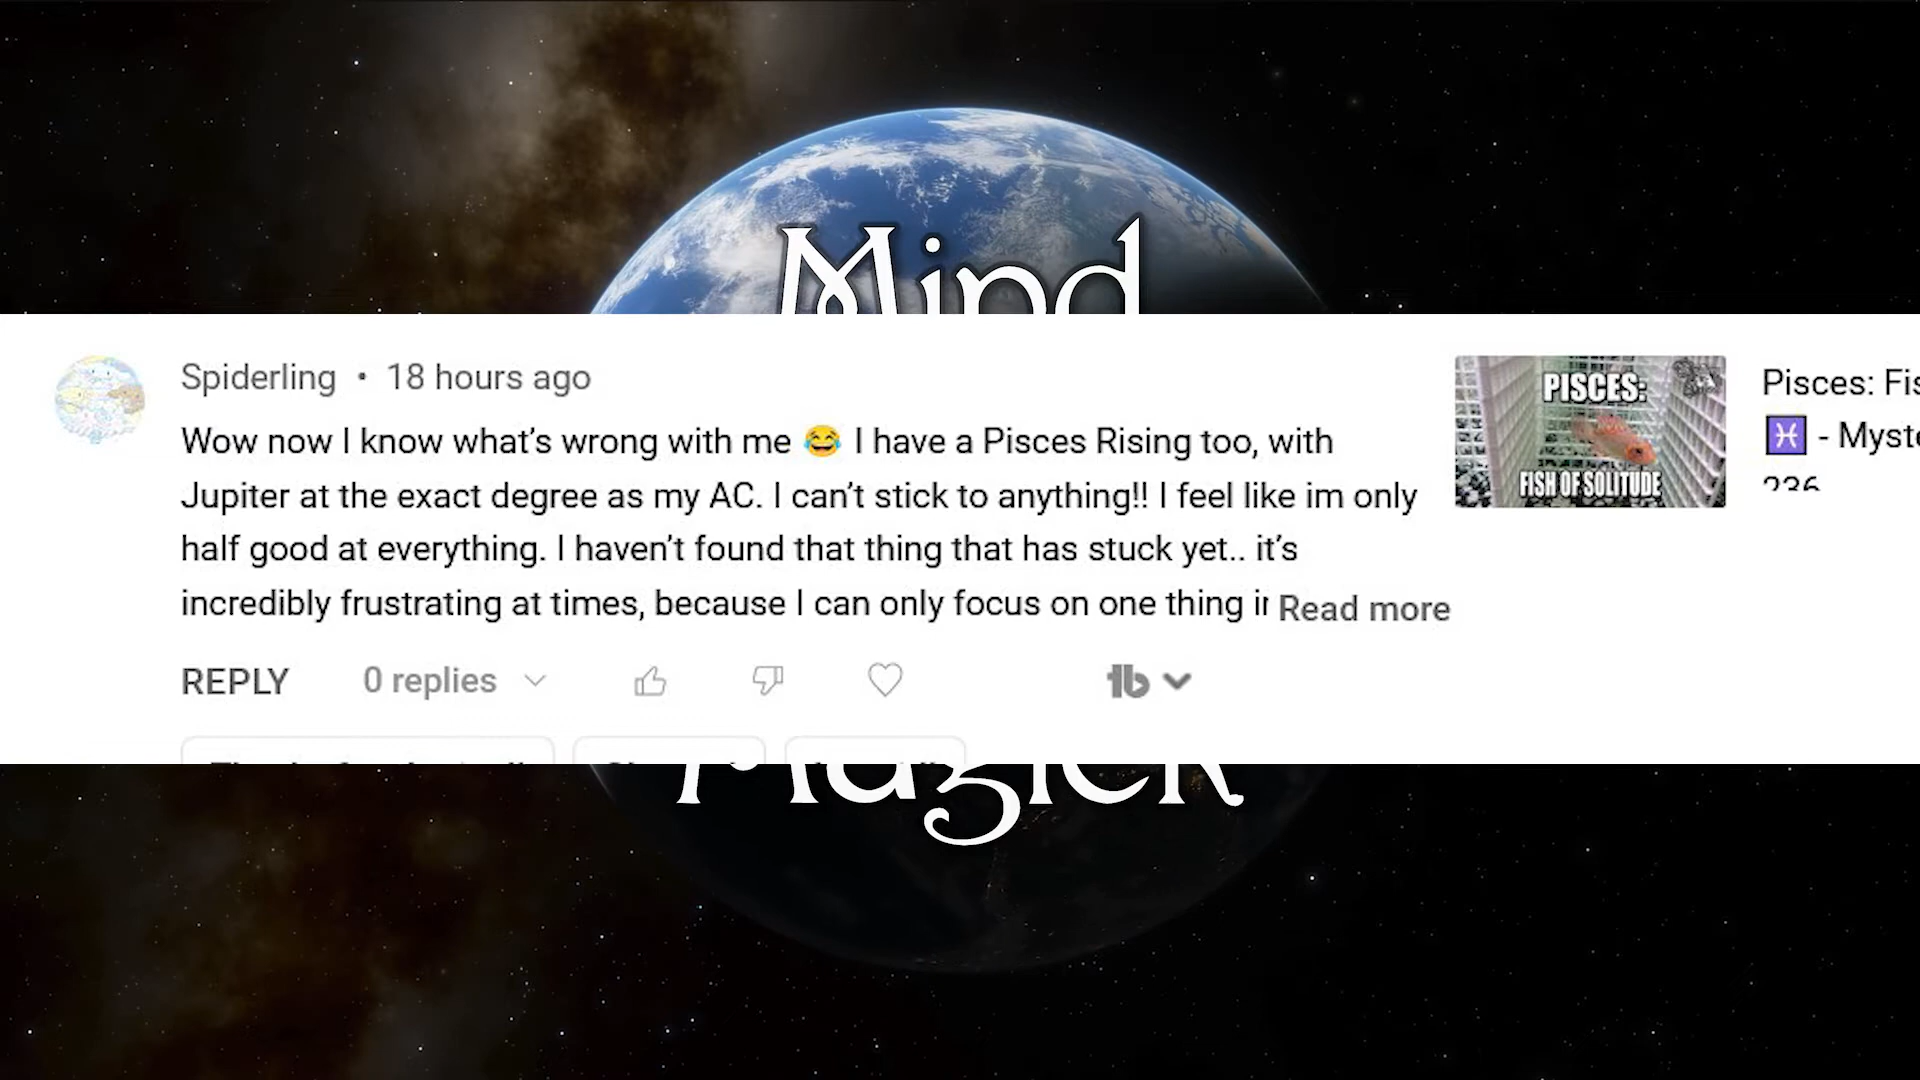 Mind
Spiderling • 18 hours ago
Wow now I know what’s wrong with me 😂 I have a Pisces Rising too, with
Jupiter at the exact degree as my AC. I can’t stick to anything!! I feel like im only
half good at everything. I haven’t found that thing that has stuck yet.. it’s
incredibly frustrating at times, because I can only focus on one thing Read more
REPLY 0 replies
PISCES:
FISH OF SOLITUDE
Pisces:
♓ -
236
Magick